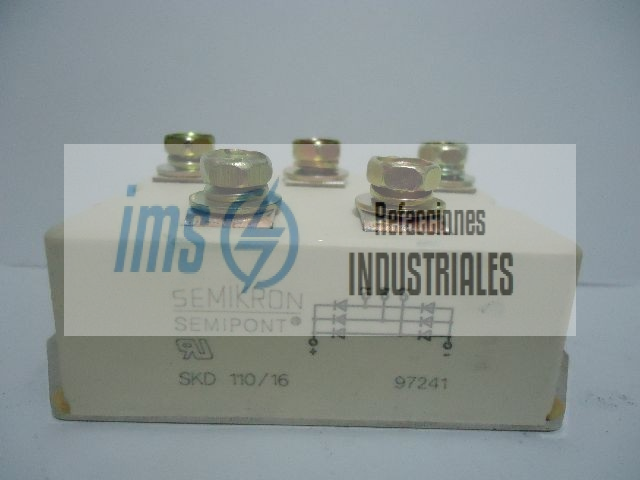 ims
Refacciones
INDUSTRIALES
SEMIKRON
SEMIPONT®
SKD 110/16
97241